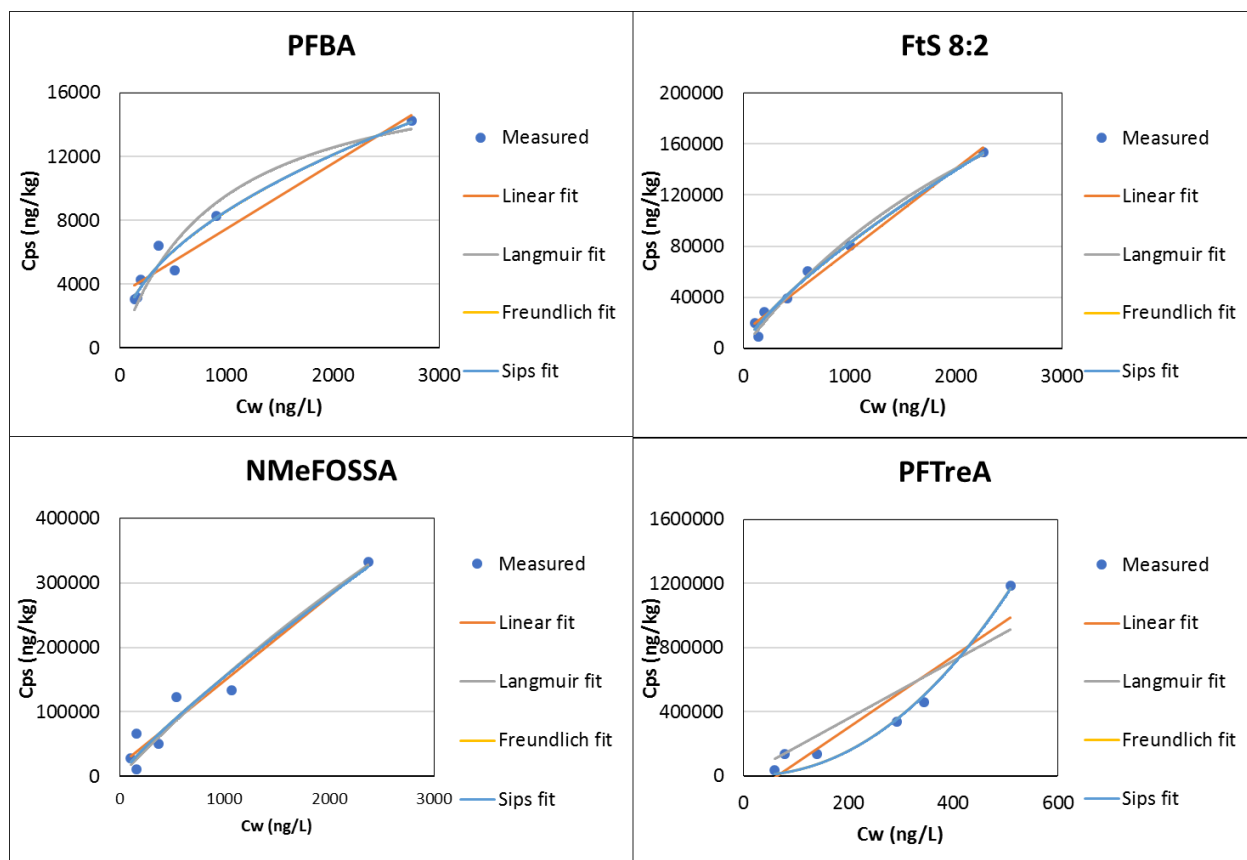 PFBA
Cps (ng/kg)
16000
12000
8000
4000
0
0 1000 2000 3000
Cw (ng/L)
Measured
Linear fit
Langmuir fit
Freundlich fit
Sips fit
FtS 8:2
Cps (ng/kg)
200000
160000
120000
80000
40000
0
0 1000 2000 3000
Cw (ng/L)
Measured
Linear fit
Langmuir fit
Freundlich fit
Sips fit
NMeFOSSA
Cps (ng/kg)
400000
300000
200000
100000
0
0 1000 2000 3000
Cw (ng/L)
Measured
Linear fit
Langmuir fit
Freundlich fit
Sips fit
PFTreA
Cps (ng/kg)
1600000
1200000
800000
400000
0
0 200 400 600
Cw (ng/L)
Measured
Linear fit
Langmuir fit
Freundlich fit
Sips fit